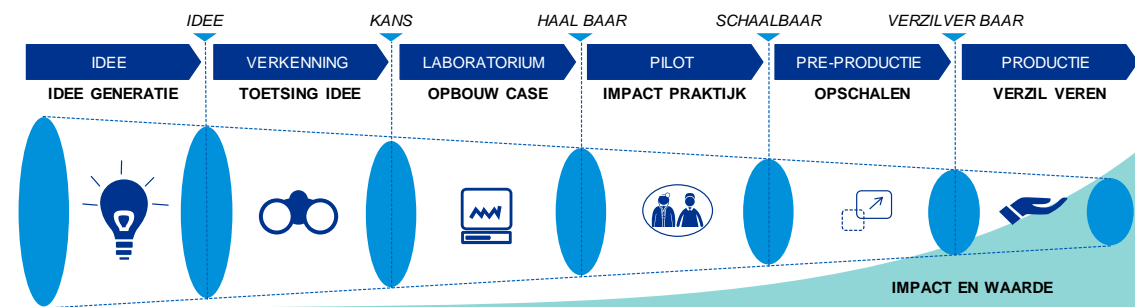 IDEE KANS HAAL BAAR SCHAALBAAR VERZILVER BAAR
IDEE VERKENNING LABORATORIUM PILOT PRE-PRODUCTIE PRODUCTIE
IDEE GENERATIE TOETSING IDEE OPBOUW CASE IMPACT PRAKTIJK OPSCHALEN VERZIL VEREN
IMPACT EN WAARDE